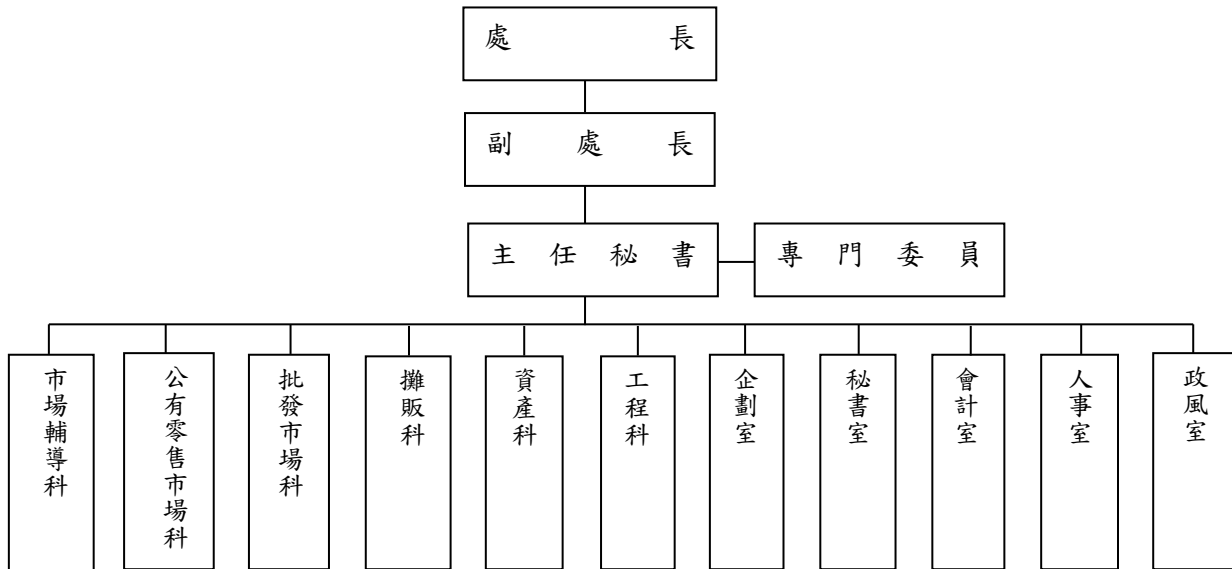 處長
副處長
主任秘書
專門委員
市場輔導科
公有零售市場科
批發市場科
攤販科
資產科
工程科
企劃室
秘書室
會計室
人事室
政風室